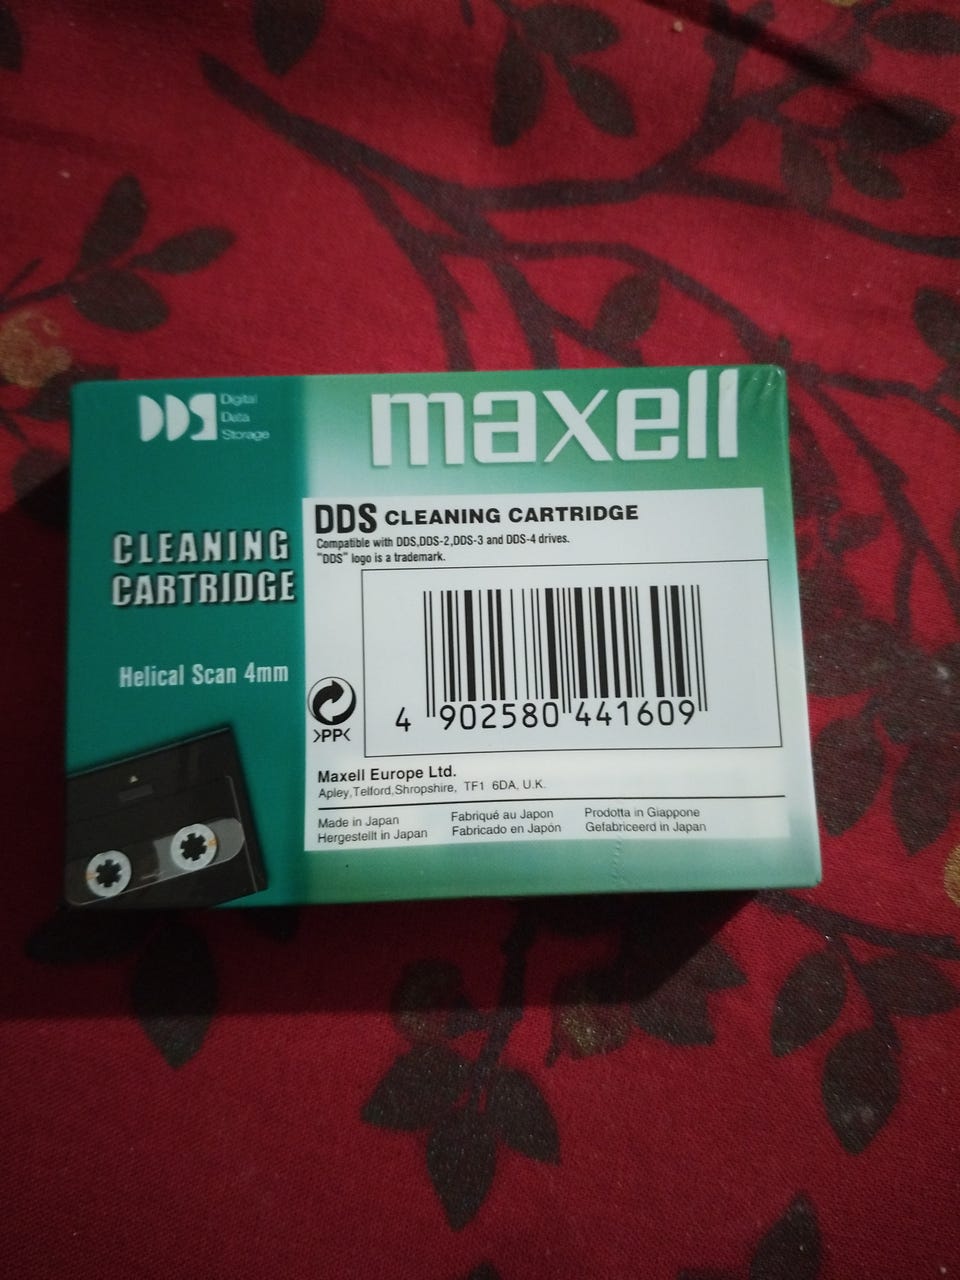 DDS Digital
Data
Storage
maxell
CLEANING
CARTRIDGE
Helical Scan 4mm
DDS CLEANING CARTRIDGE
Compatible with DDS,DDS-2,DDS-3 and DDS-4 drives.
"DDS" logo is a trademark.
4 902580 441609
>PP<
Maxell Europe Ltd.
Apley,Telford,Shropshire, TF1 6DA, U.K.
Made in Japan Fabriqué au Japon Prodotta in Giappone
Hergestellt in Japan Fabricado en Japón Gefabriceerd in Japan